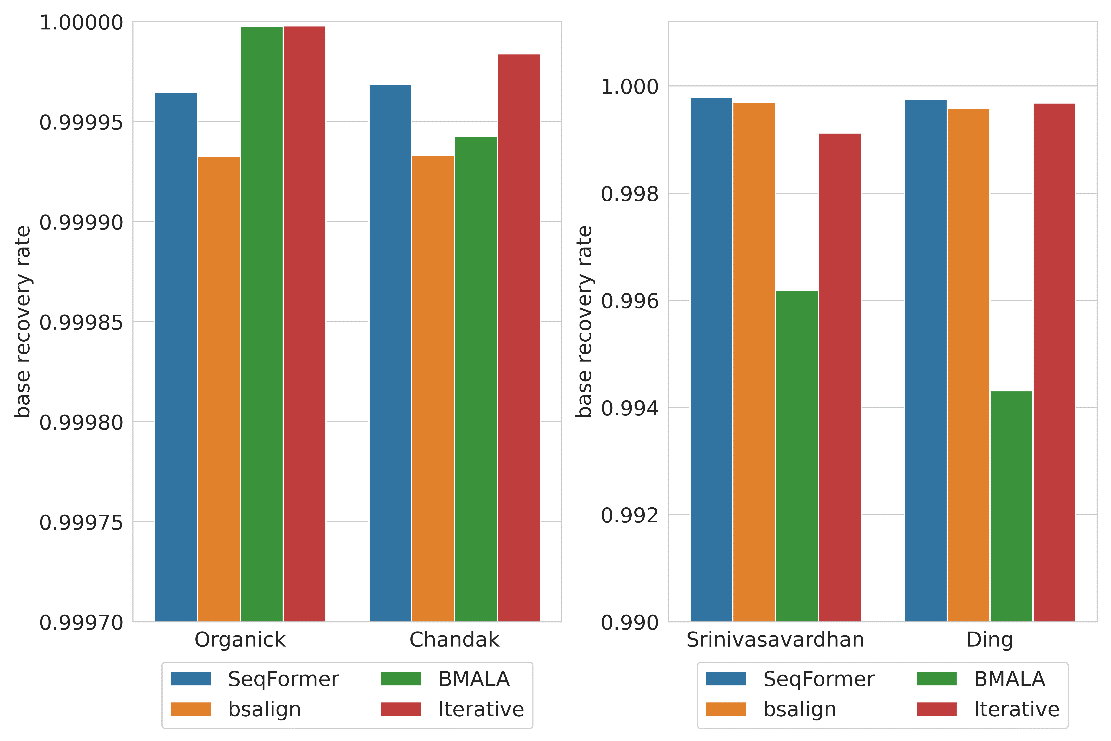 1.00000
0.99995
0.99990
0.99985
0.99980
0.99975
0.99970
base recovery rate
Organick Chandak
SeqFormer BMALA
bsalign Iterative
1.000
0.998
0.996
0.994
0.992
0.990
base recovery rate
Srinivasavardhan Ding
SeqFormer BMALA
bsalign Iterative